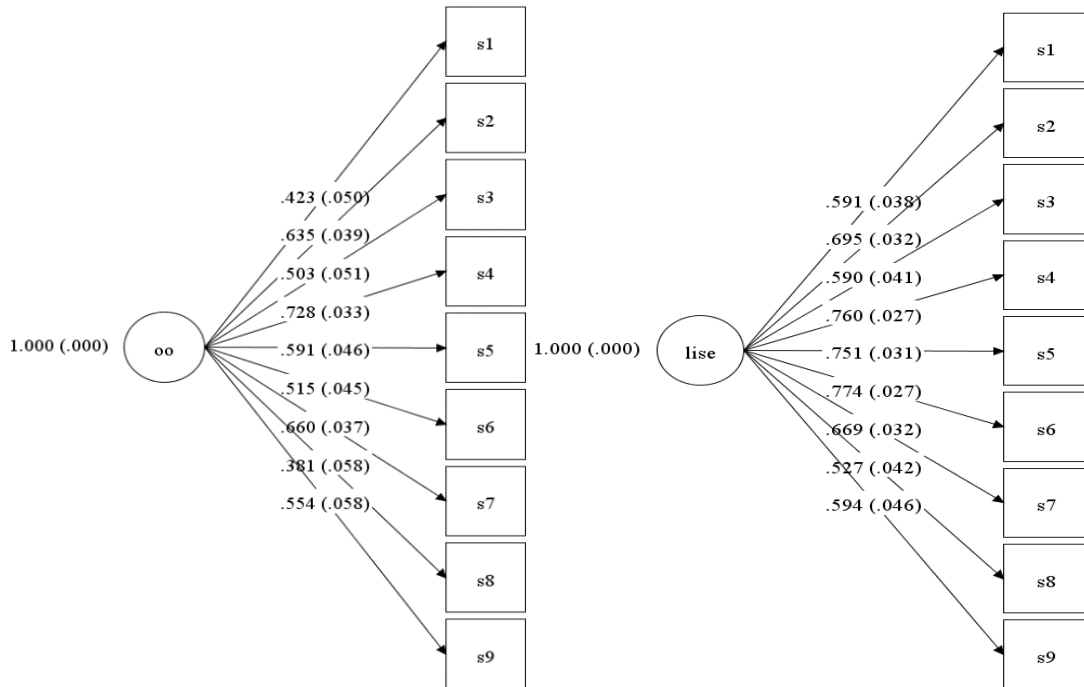 s1
s2
s3
s4
s5
s6
s7
s8
s9
.423 (.050)
.635 (.039)
.503 (.051)
.728 (.033)
.591 (.046)
.515 (.045)
.660 (.037)
.381 (.058)
.554 (.058)
1.000 (.000)
oo
s1
s2
s3
s4
s5
s6
s7
s8
s9
.591 (.038)
.695 (.032)
.590 (.041)
.760 (.027)
.751 (.031)
.774 (.027)
.669 (.032)
.527 (.042)
.594 (.046)
1.000 (.000)
lise